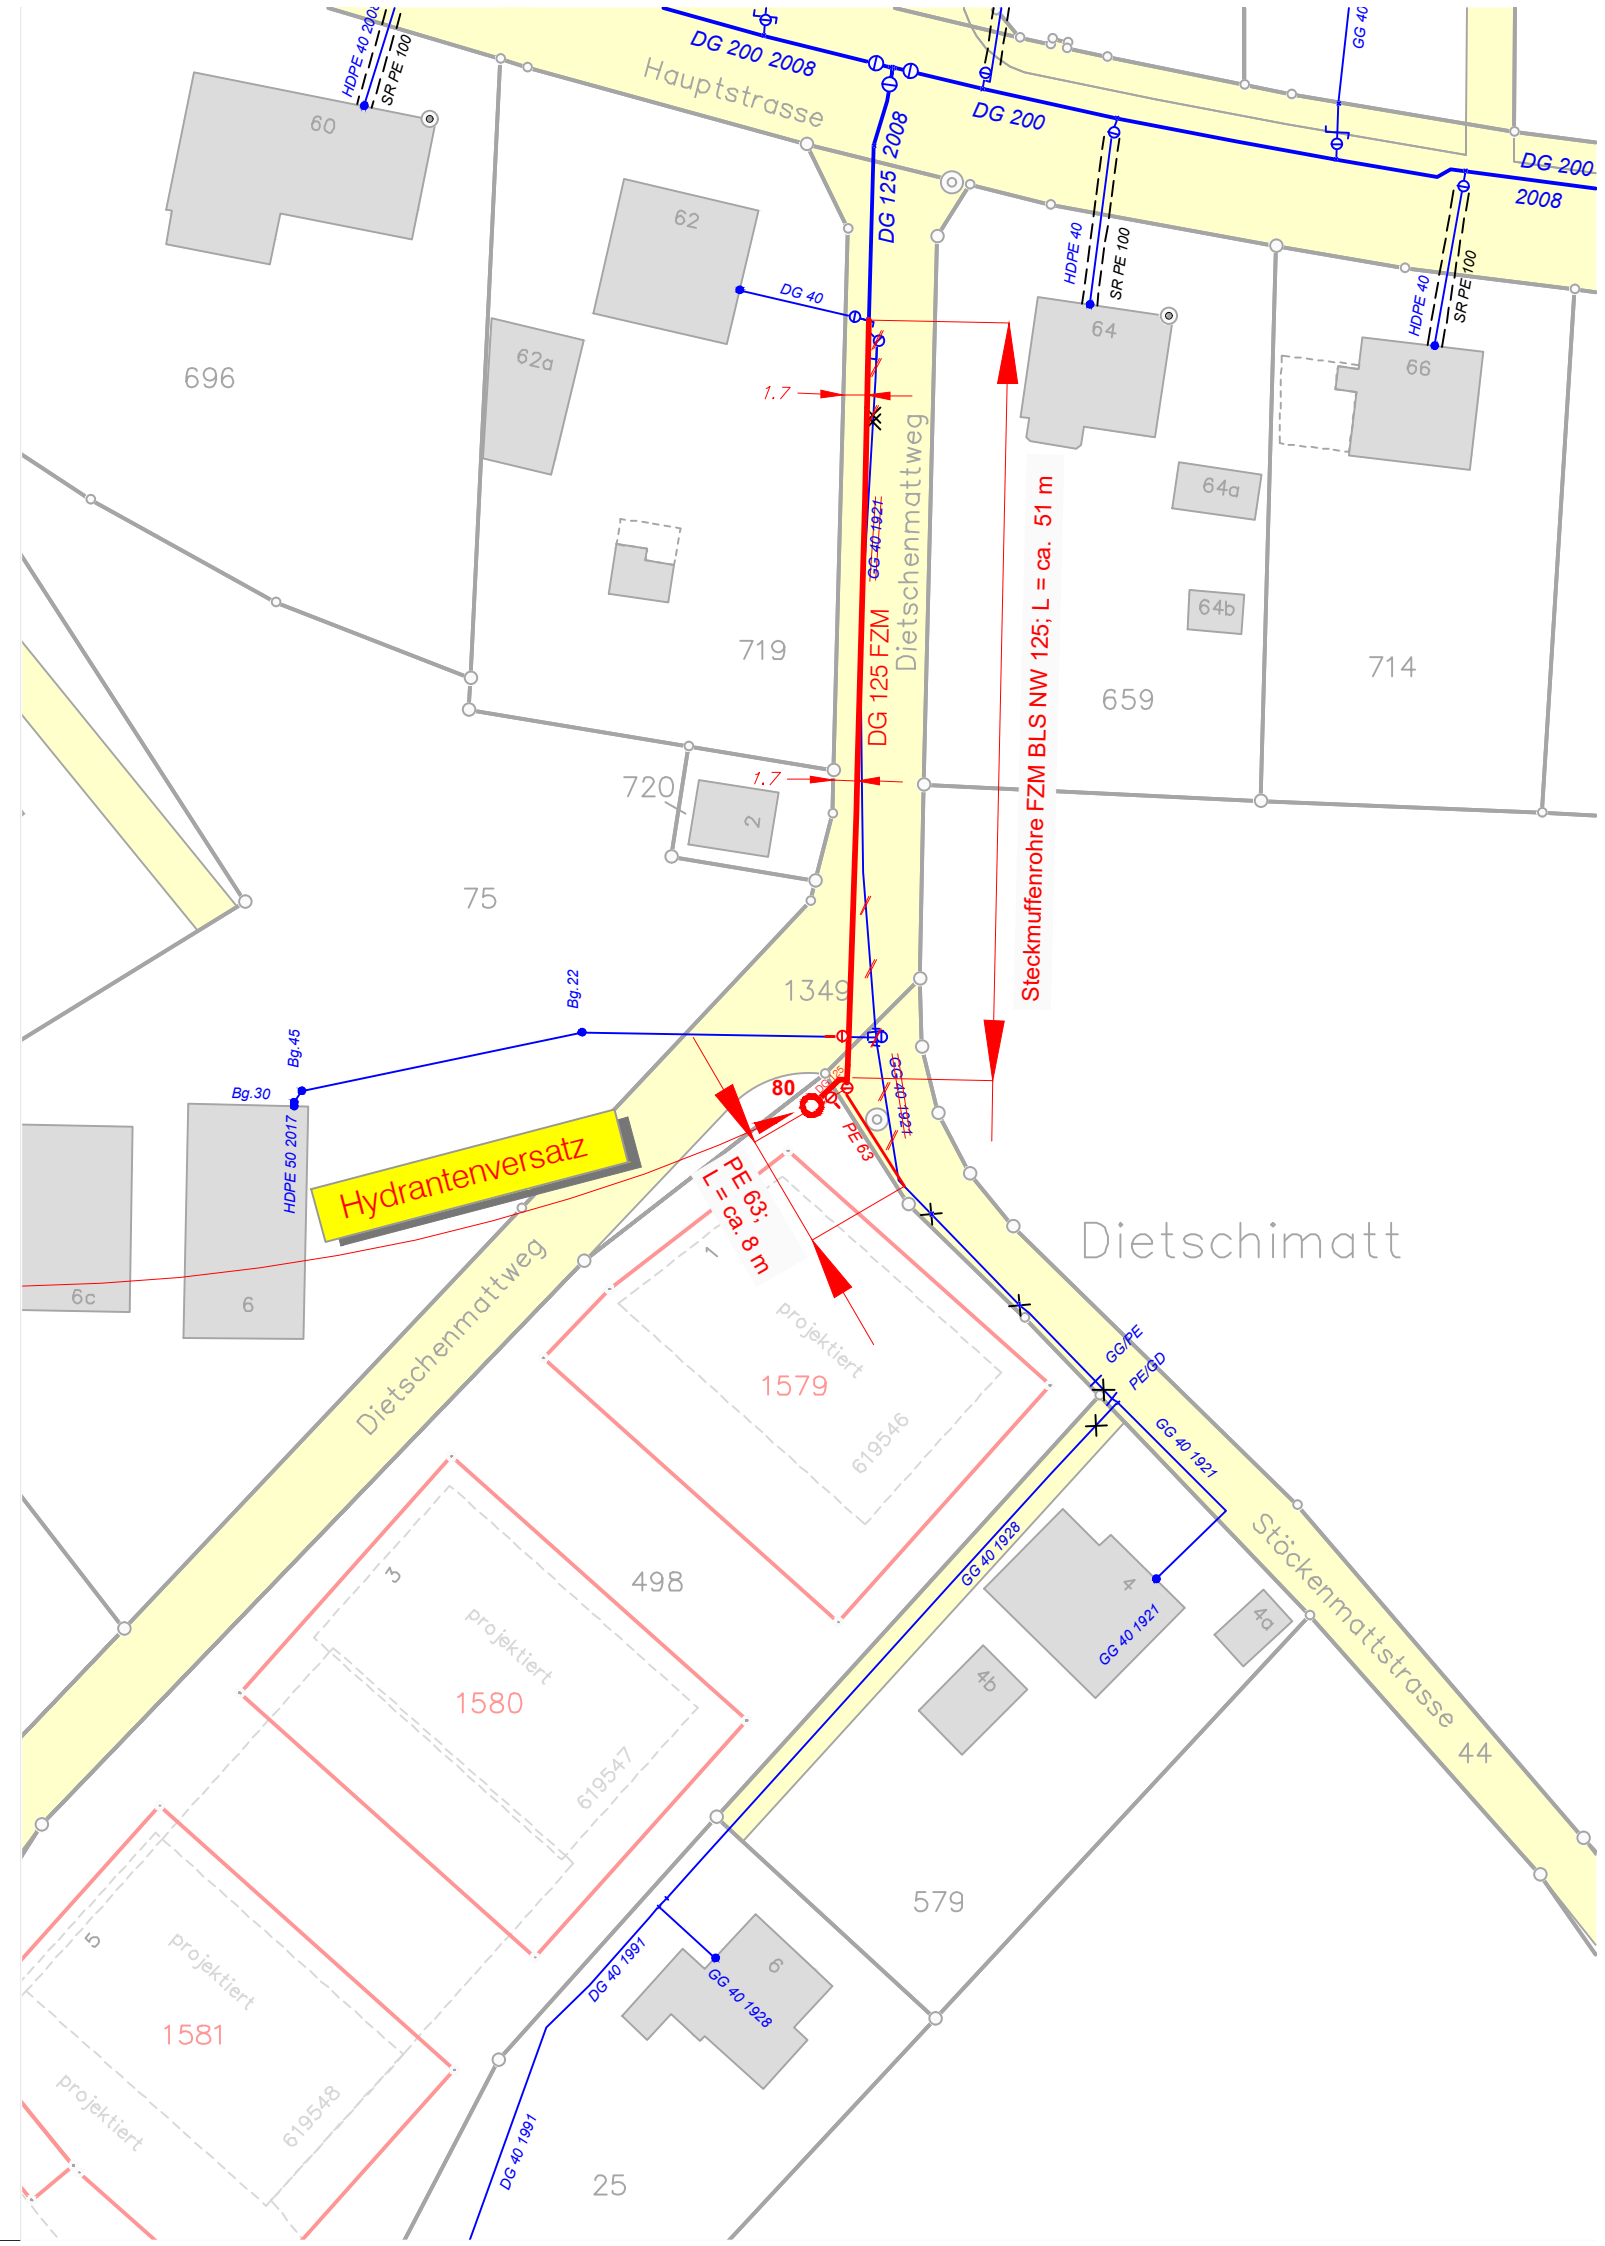 HDPE 40 2008
SR PE 100
DG 200 2008
Hauptstrasse
DG 200
GG 40
DG 200
2008
DG 125 2008
60
62
DG 40
62a
696
HDPE 40
SR PE 100
64
HDPE 40
SR PE 100
66
1.7
GG 40 1921
Dietschenmattweg
64a
64b
719
DG 125 FZM
659
714
Steckmuffenrohre FZM BLS NW 125; L = ca. 51 m
720
2
1.7
75
1349
Bg.22
Bg.45
Bg.30
HDPE 50 2017
80
DG 125
GG 40 1921
PE 63
Hydrantenversatz
PE 63;
L = ca. 8 m
6c
6
Dietschenmattweg
Dietschimatt
1
projektiert
1579
619546
GG/PE
PE/GD
GG 40 1921
GG 40 1928
Stöckenmattstrasse
44
4
GG 40 1921
4a
4b
3
projektiert
498
1580
619547
579
5
projektiert
1581
projektiert
619548
DG 40 1991
6
GG 40 1928
DG 40 1991
25